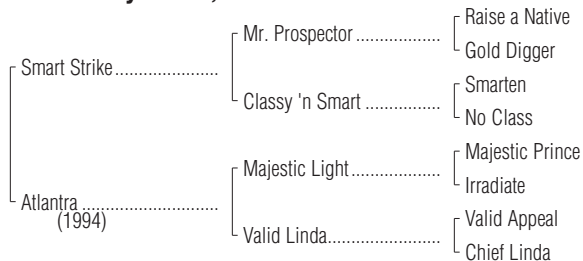 Raise a Native
Mr. Prospector ..................
Gold Digger
Smart Strike......................
Smarten
Classy 'n Smart ................
No Class
Majestic Prince
Majestic Light...................
Irradiate
Atlantra .............................
(1994)
Valid Appeal
Valid Linda........................
Chief Linda